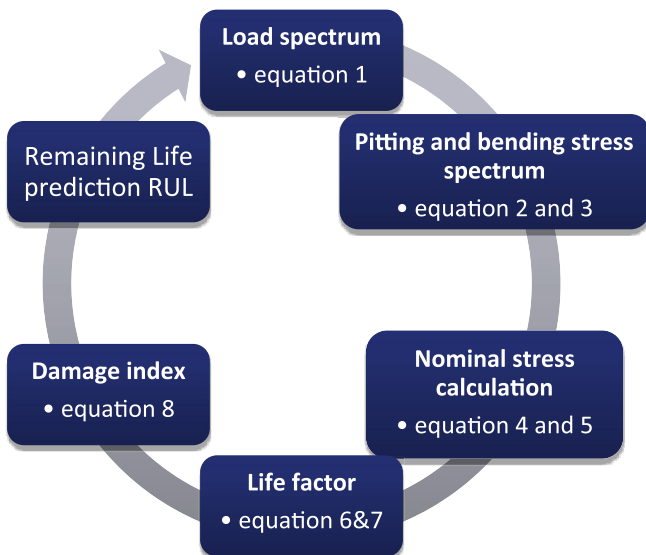 Load spectrum
• equation 1
Pitting and bending stress
spectrum
• equation 2 and 3
Nominal stress
calculation
• equation 4 and 5
Life factor
• equation 6&7
Damage index
• equation 8
Remaining Life
prediction RUL